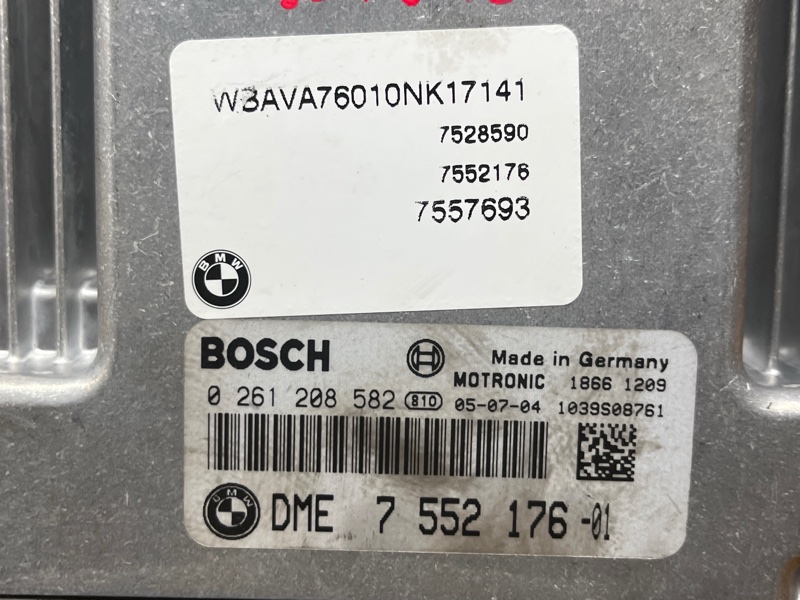 WBAVA76010NK17141
7528590
7552176
7557693
BMW
BOSCH Made in Germany
MOTRONIC 1866 1209
0 261 208 582 810 05-07-04 1039S08761
BMW DME 7 552 176-01